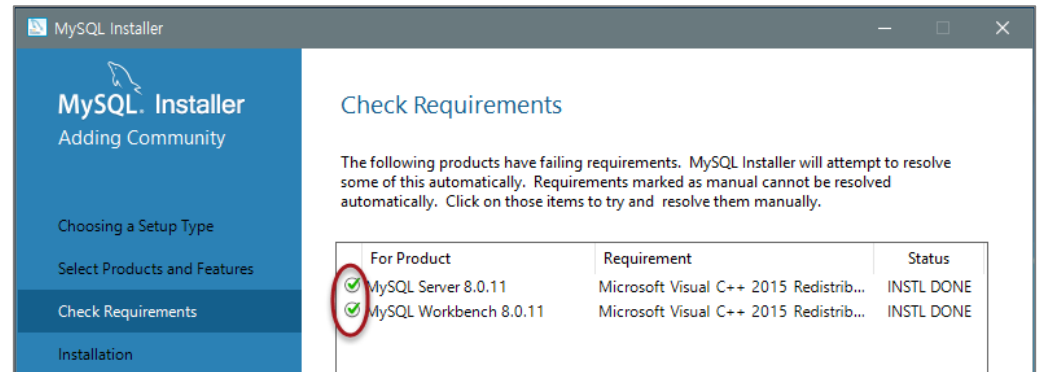 MySQL Installer
MySQL. Installer
Adding Community
Choosing a Setup Type
Select Products and Features
Check Requirements
Installation
Check Requirements
The following products have failing requirements. MySQL Installer will attempt to resolve
some of this automatically. Requirements marked as manual cannot be resolved
automatically. Click on those items to try and resolve them manually.
For Product Requirement Status
MySQL Server 8.0.11 Microsoft Visual C++ 2015 Redistrib... INSTL DONE
MySQL Workbench 8.0.11 Microsoft Visual C++ 2015 Redistrib... INSTL DONE